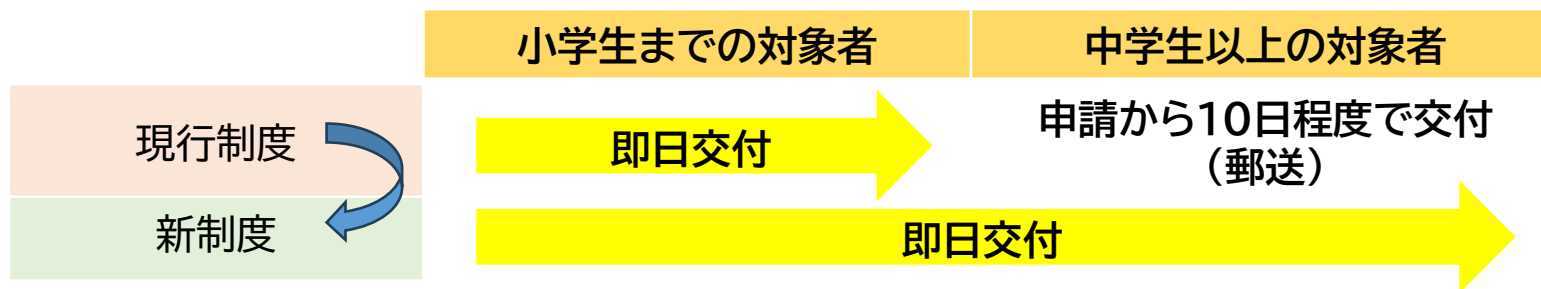 小学生までの対象者
中学生以上の対象者
現行制度
即日交付
申請から10日程度で交付
（郵送）
新制度
即日交付